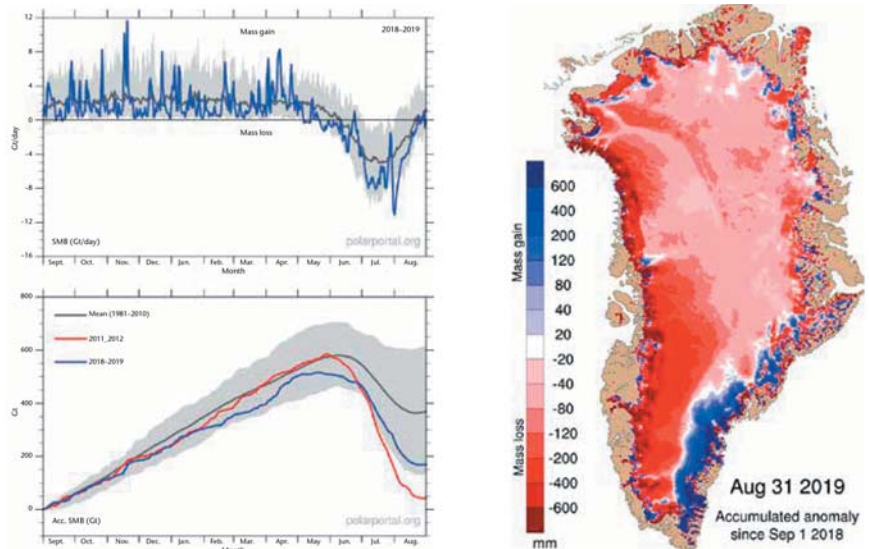 12
8
4
0
-4
-8
-12
-16
Gt/day
Mass gain
2018–2019
Mass loss
SMB (Gt/day)
polarportal.org
Sept. Oct. Nov. Dec. Jan. Feb. Mar. Apr. May Jun. Jul. Aug.
Month
800
600
400
200
0
Gt
Mean (1981–2010)
2011_2012
2018–2019
Acc. SMB (Gt)
polarportal.org
Sept. Oct. Nov. Dec. Jan. Feb. Mar. Apr. May Jun. Jul. Aug.
Month
Mass gain
Mass loss
600
400
120
80
40
20
-20
-40
-80
-120
-200
-600
mm
Aug 31 2019
Accumulated anomaly
since Sep 1 2018